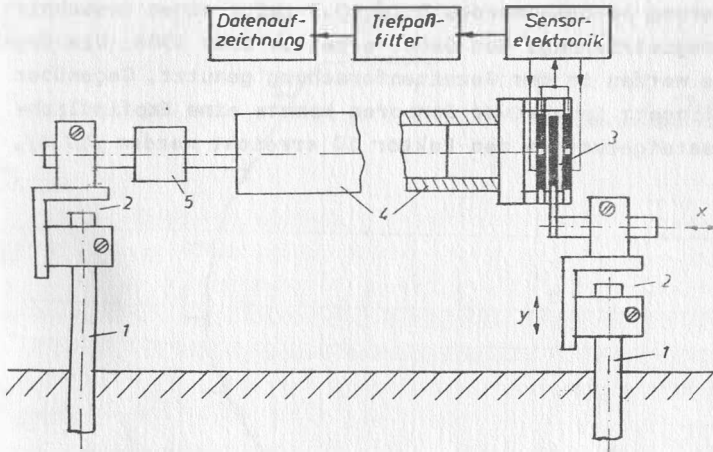 Datenauf-
zeichnung
Tiefpaß-
filter
Sensor-
elektronik
3
2
5
4
x
2
y
1
1